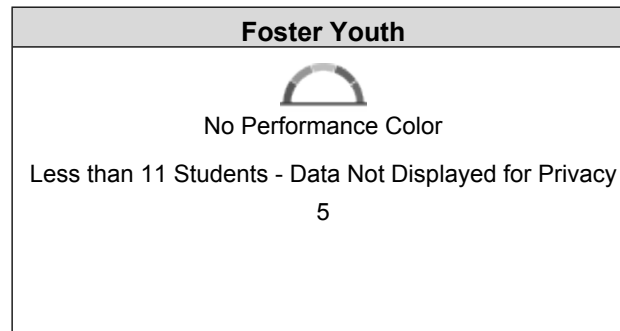 Foster Youth
No Performance Color
Less than 11 Students - Data Not Displayed for Privacy
5